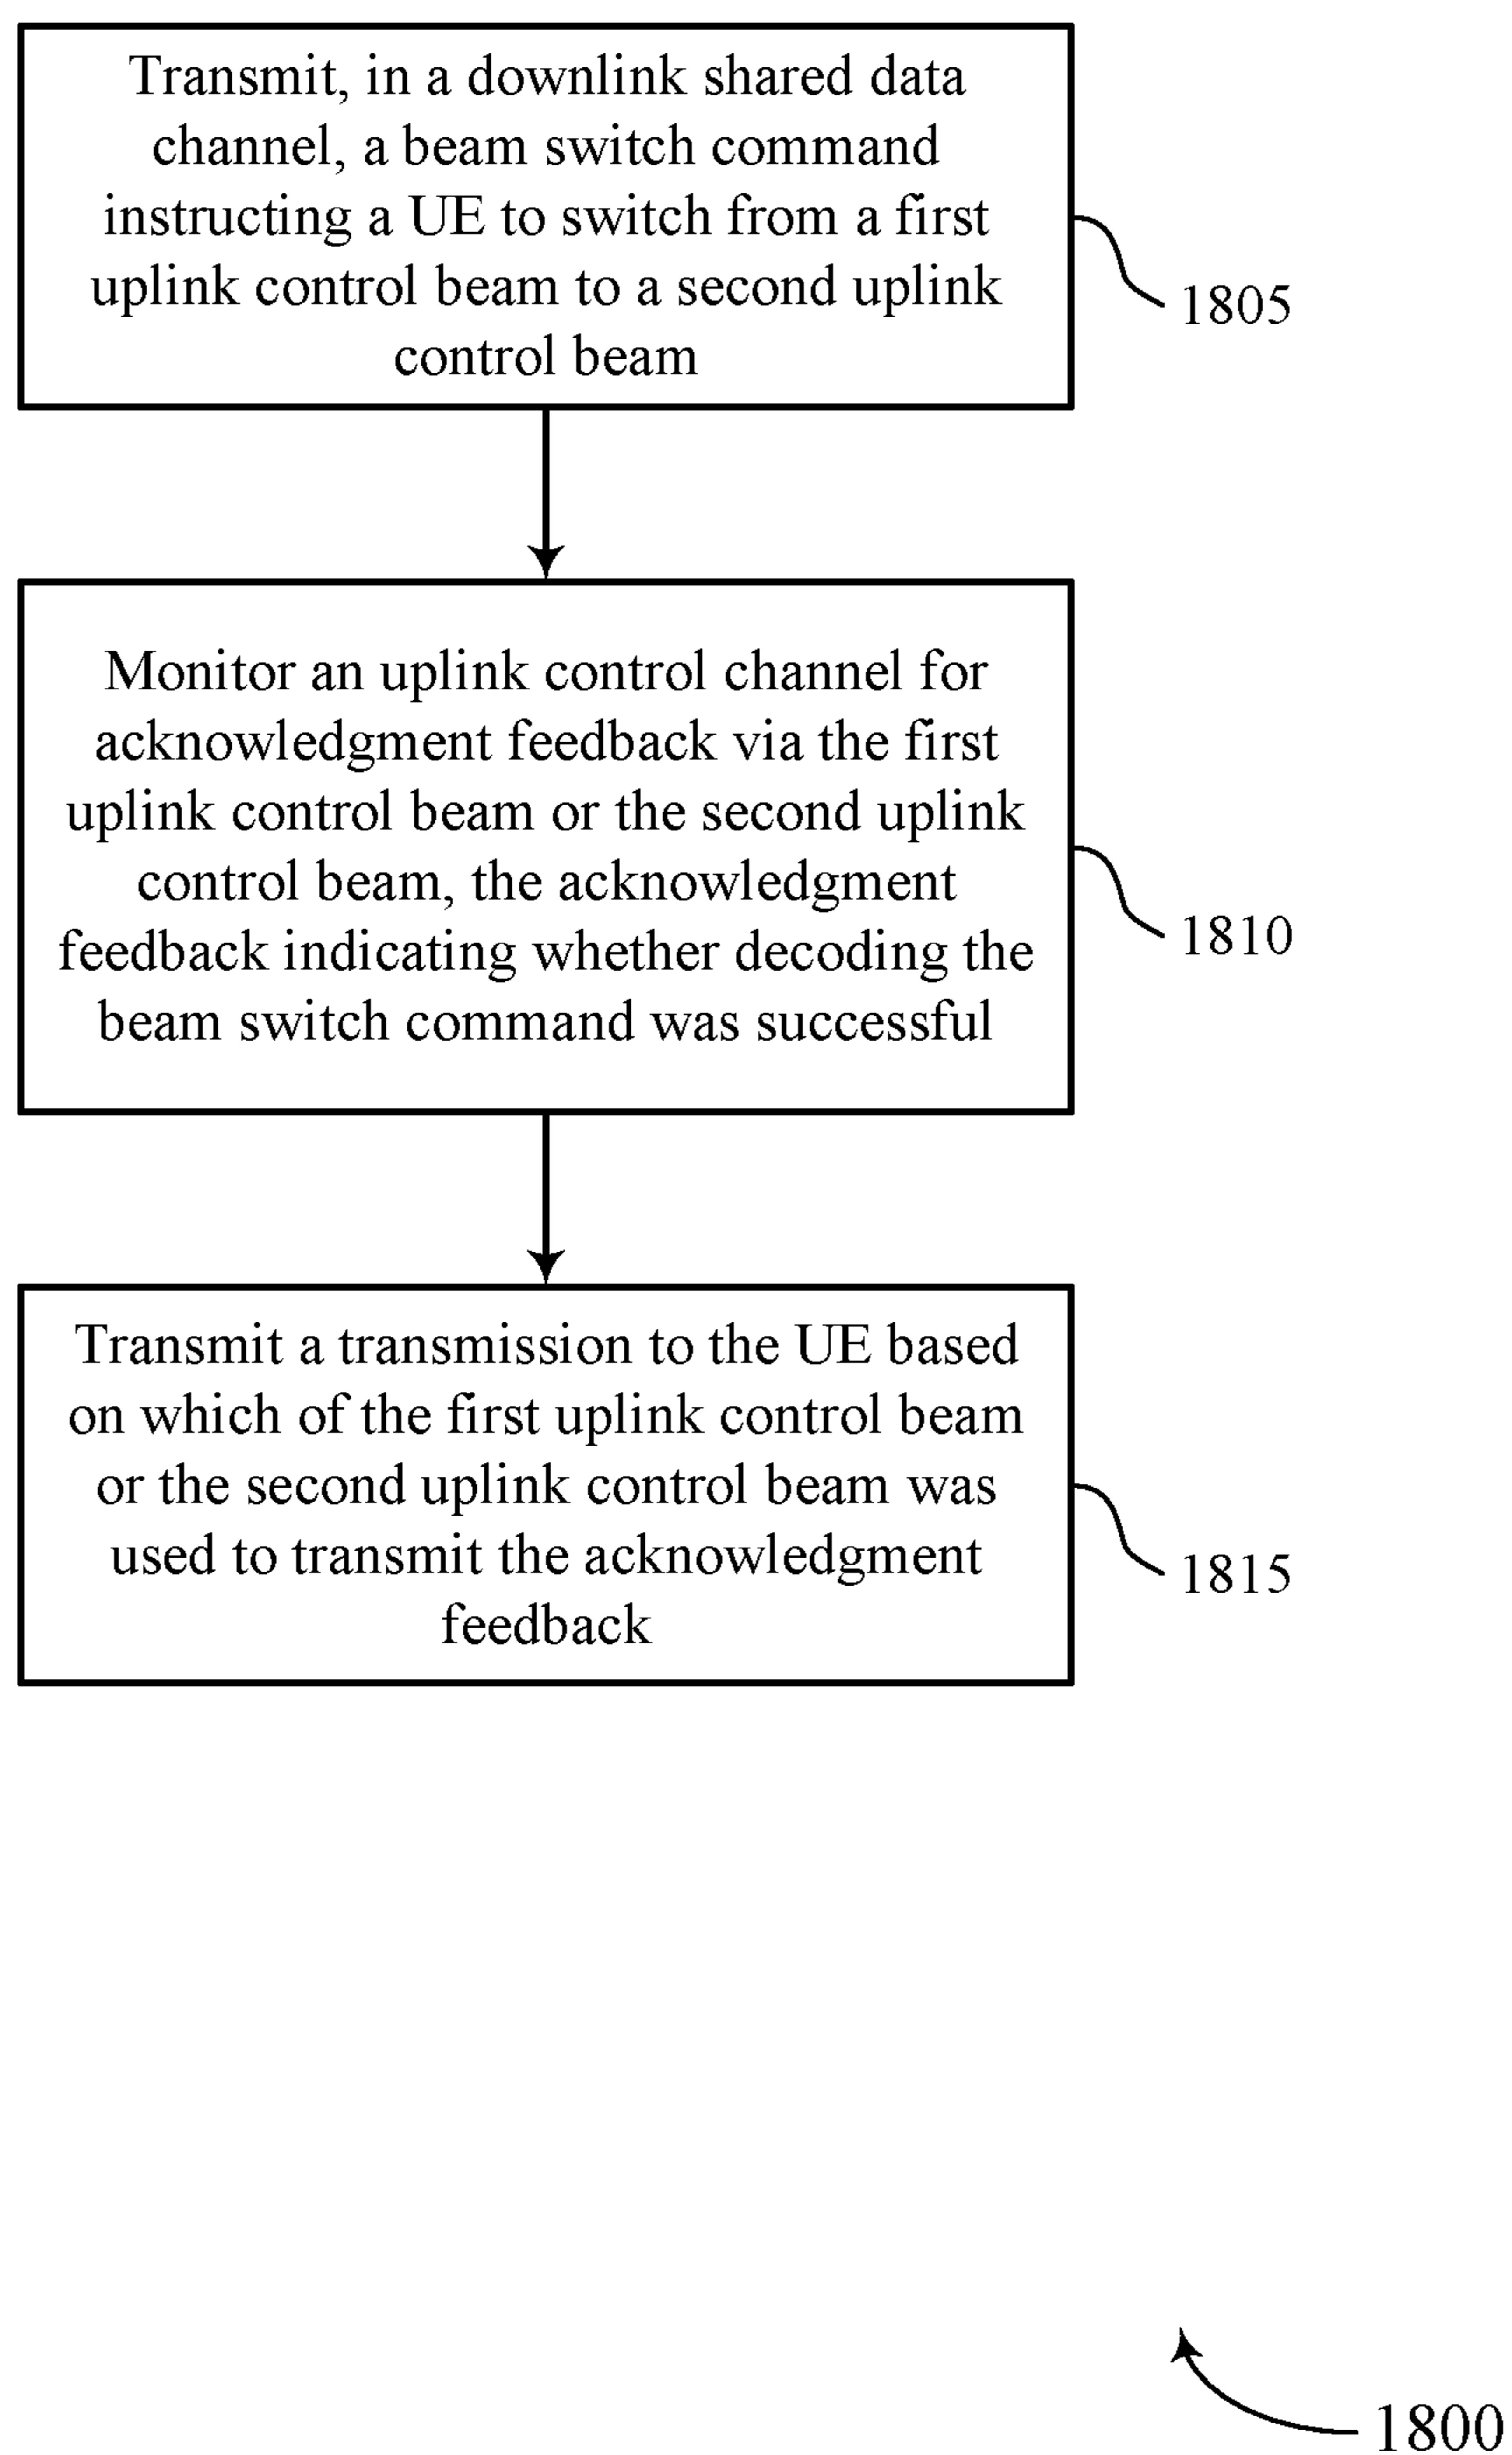 Transmit, in a downlink shared data
channel, a beam switch command
instructing a UE to switch from a first
uplink control beam to a second uplink
control beam
1805
Monitor an uplink control channel for
acknowledgment feedback via the first
uplink control beam or the second uplink
control beam, the acknowledgment
feedback indicating whether decoding the
beam switch command was successful
1810
Transmit a transmission to the UE based
on which of the first uplink control beam
or the second uplink control beam was
used to transmit the acknowledgment
feedback
1815
1800